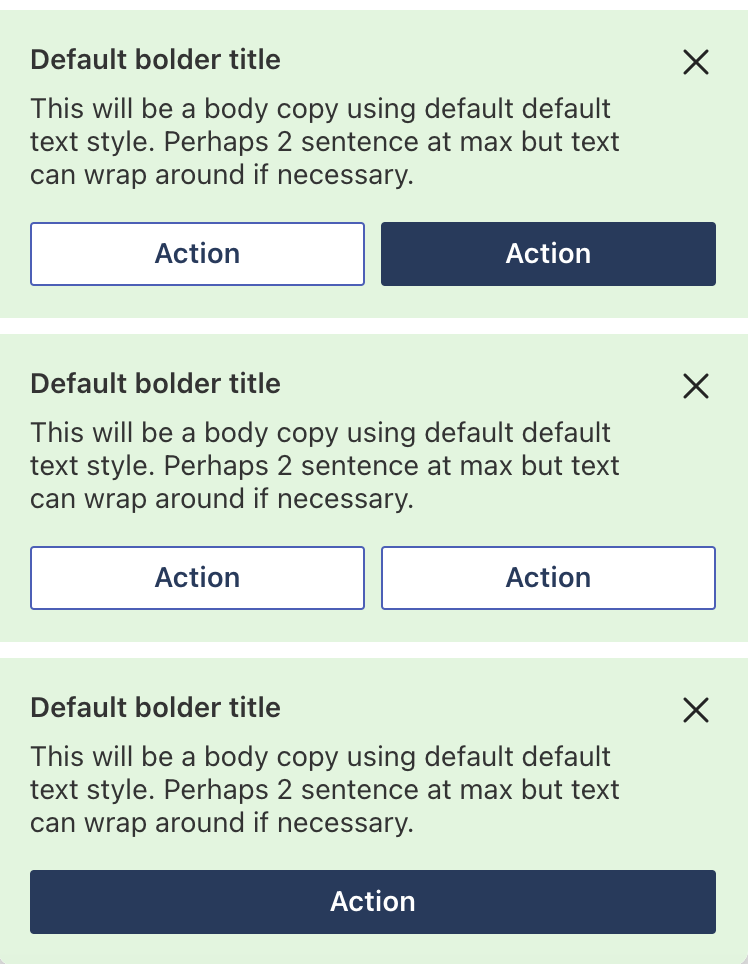 Default bolder title
This will be a body copy using default default
text style. Perhaps 2 sentence at max but text
can wrap around if necessary.
Action Action
Default bolder title
This will be a body copy using default default
text style. Perhaps 2 sentence at max but text
can wrap around if necessary.
Action Action
Default bolder title
This will be a body copy using default default
text style. Perhaps 2 sentence at max but text
can wrap around if necessary.
Action